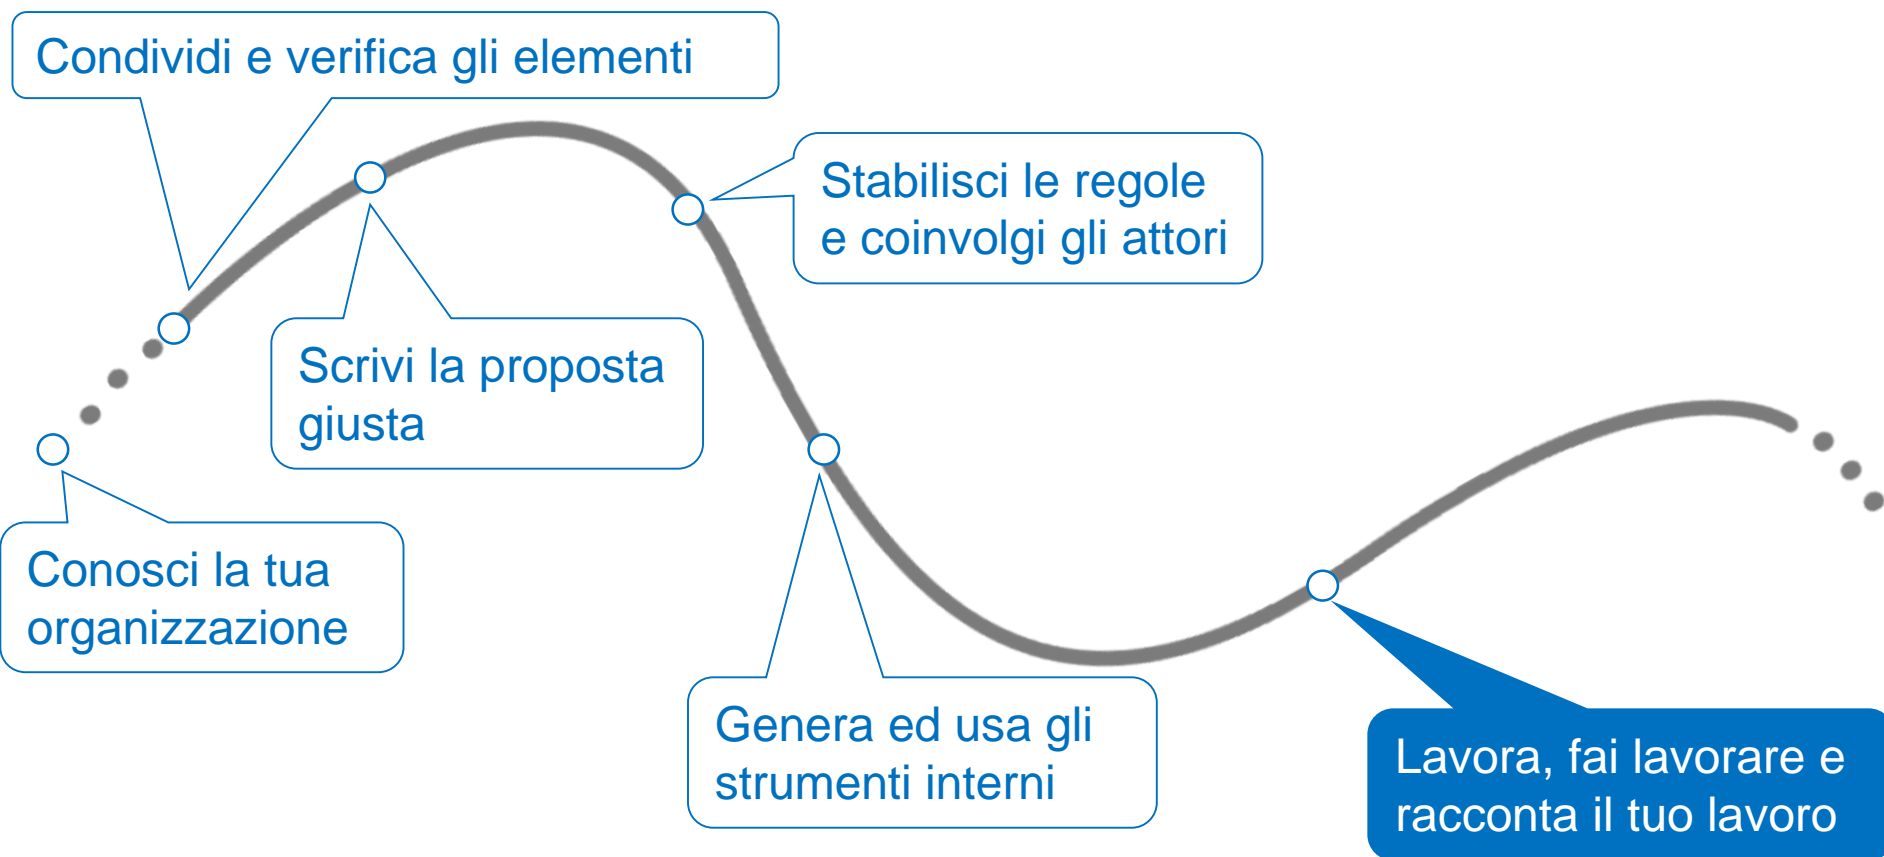 Condividi e verifica gli elementi
Stabilisci le regole
e coinvolgi gli attori
Scrivi la proposta
giusta
Conosci la tua
organizzazione
Genera ed usa gli
strumenti interni
Lavora, fai lavorare e
racconta il tuo lavoro